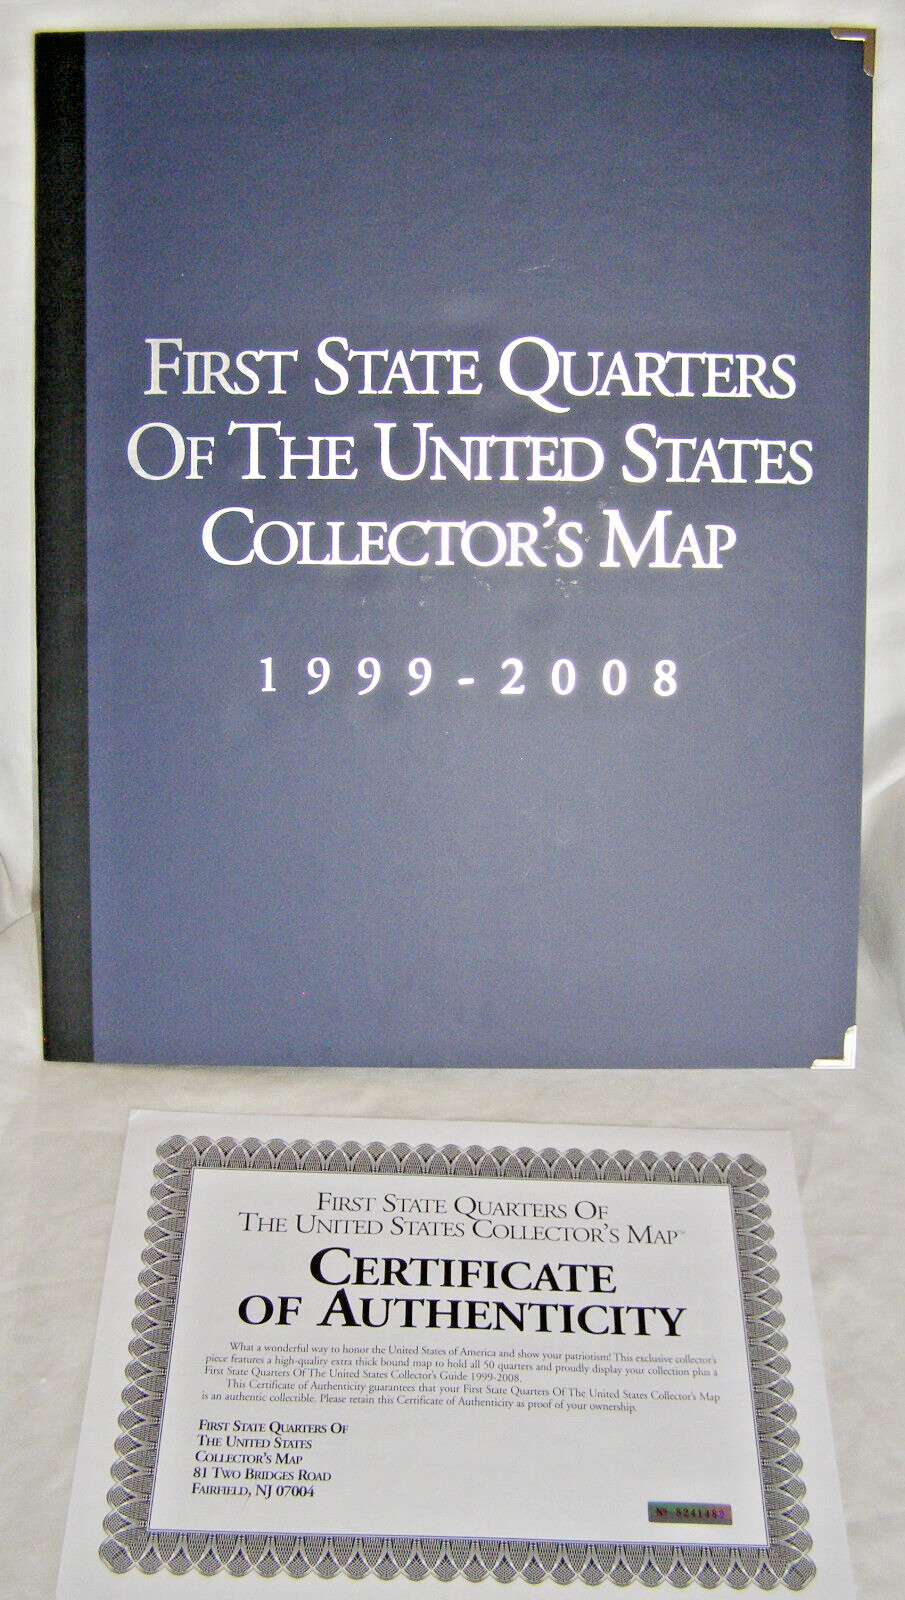 First State Quarters
Of The United States
Collector's Map
1999-2008
First State Quarters Of
The United States Collector's Map™
Certificate
of Authenticity
What a wonderful way to honor the United States of America and show your patriotism! This exclusive collector's
piece features a high-quality extra thick bound map to hold all 50 quarters and proudly display your collection plus a
First State Quarters Of The United States Collector's Guide 1999-2008.
This Certificate of Authenticity guarantees that your First State Quarters Of The United States Collector's Map
is an authentic collectible. Please retain this Certificate of Authenticity as proof of your ownership.
First State Quarters Of
The United States
Collector's Map
81 Two Bridges Road
Fairfield, NJ 07004
№ 8241482